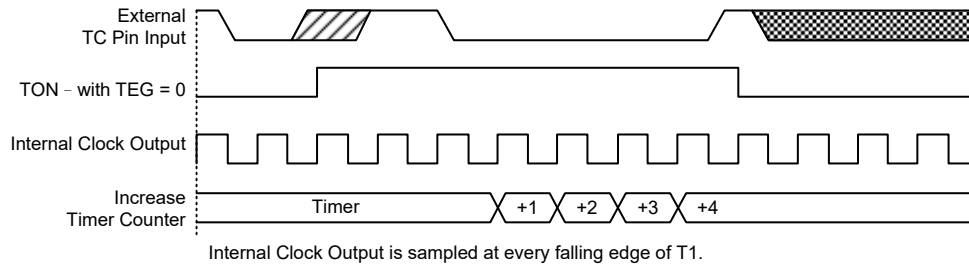 External
TC Pin Input
TON – with TEG = 0
Internal Clock Output
Increase
Timer Counter
Timer
+1
+2
+3
+4
Internal Clock Output is sampled at every falling edge of T1.